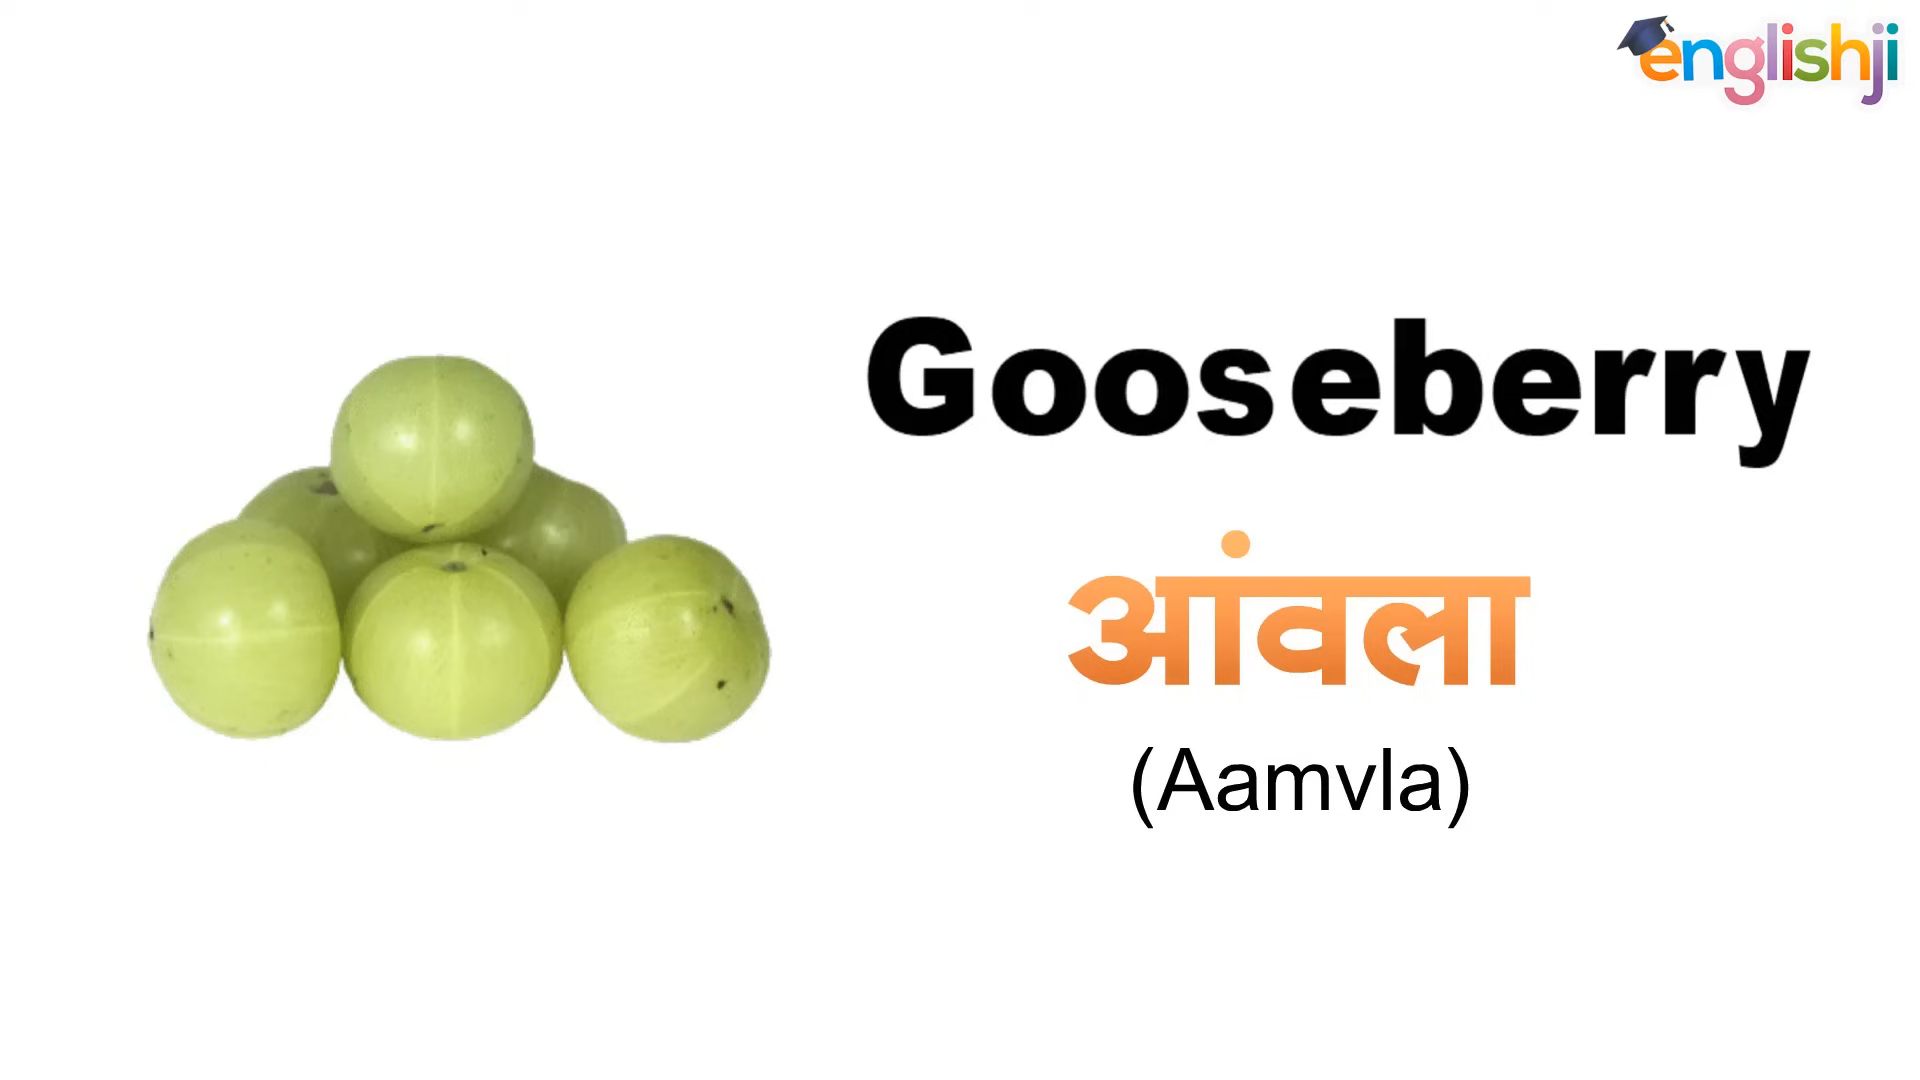 englishji
Gooseberry
आंवला
(Aamvla)